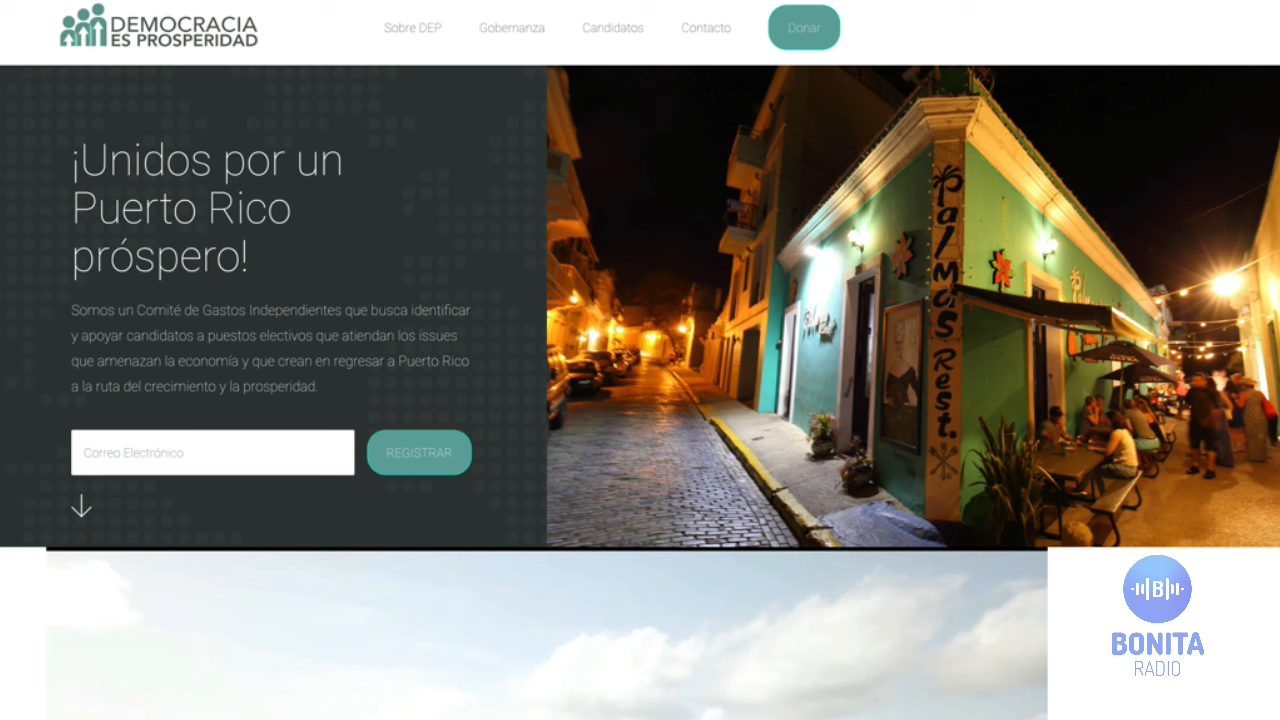 DEMOCRACIA
ES PROSPERIDAD
Sobre DEP
Gobernanza
Candidatos
Contacto
Donar
¡Unidos por un
Puerto Rico
próspero!
Somos un Comité de Gastos Independientes que busca identificar
y apoyar candidatos a puestos electivos que atiendan los issues
que amenazan la economía y que crean en regresar a Puerto Rico
a la ruta del crecimiento y la prosperidad.
Correo Electrónico
REGISTRAR
Palmas Rest.
B
BONITA
RADIO